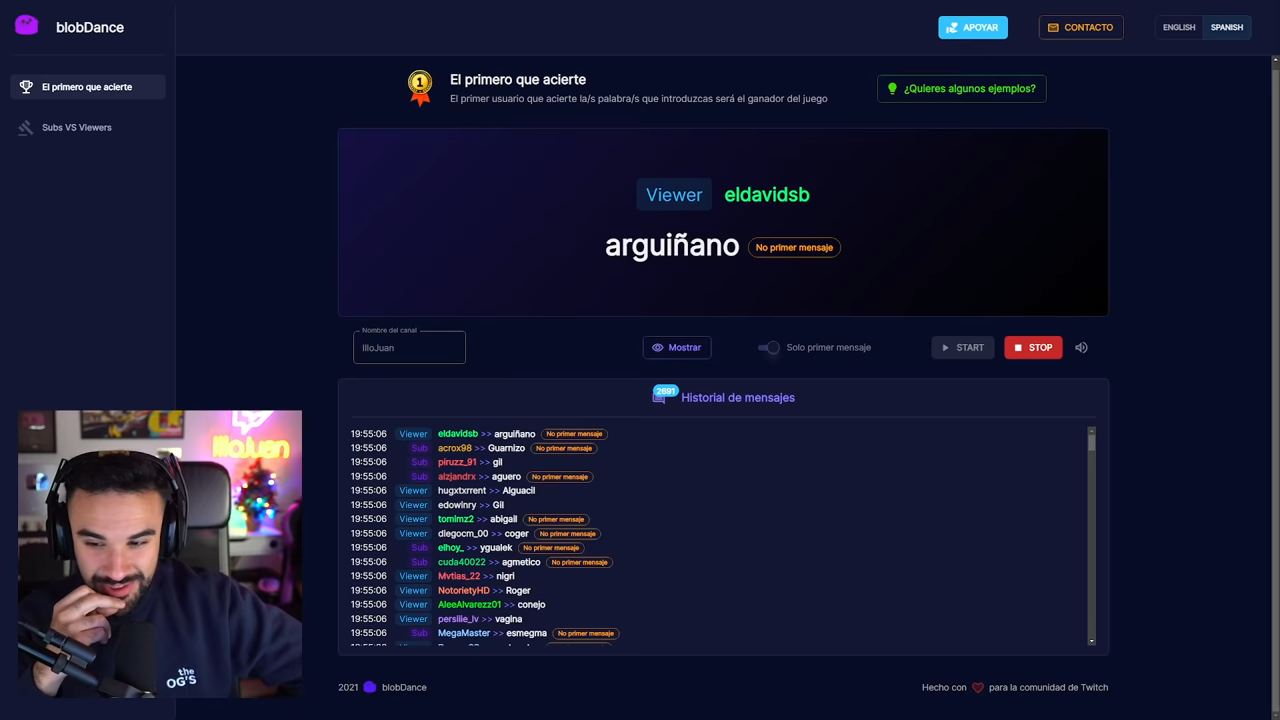 blobDance
APOYAR
CONTACTO
ENGLISH
SPANISH
El primero que acierte
Subs VS Viewers
1
El primero que acierte
El primer usuario que acierte la/s palabra/s que introduzcas será el ganador del juego
¿Quieres algunos ejemplos?
Viewer eldavidsb
arguiñano No primer mensaje
Nombre del canal
IlloJuan
Mostrar
Solo primer mensaje
START
STOP
2691
Historial de mensajes
19:55:06 Viewer eldavidsb >> arguiñano No primer mensaje
19:55:06 Sub acrox98 >> Guarnizo No primer mensaje
19:55:06 Sub piruzz_91 >> gil
19:55:06 Sub alzjandrx >> aguero No primer mensaje
19:55:06 Viewer hugxtxrrent >> Alguacil
19:55:06 Viewer edowinry >> Gil
19:55:06 Viewer tomimz2 >> abigail No primer mensaje
19:55:06 Viewer diegocm_00 >> coger No primer mensaje
19:55:06 Sub elhoy_ >> ygualek No primer mensaje
19:55:06 Sub cuda40022 >> agmetico No primer mensaje
19:55:06 Viewer Mvtias_22 >> nigri
19:55:06 Viewer NotorietyHD >> Roger
19:55:06 Viewer AleeAlvarezz01 >> conejo
19:55:06 Viewer persille_lv >> vagina
19:55:06 Sub MegaMaster >> esmegma No primer mensaje
illoJuan
the
OG'S
2021 blobDance
Hecho con para la comunidad de Twitch